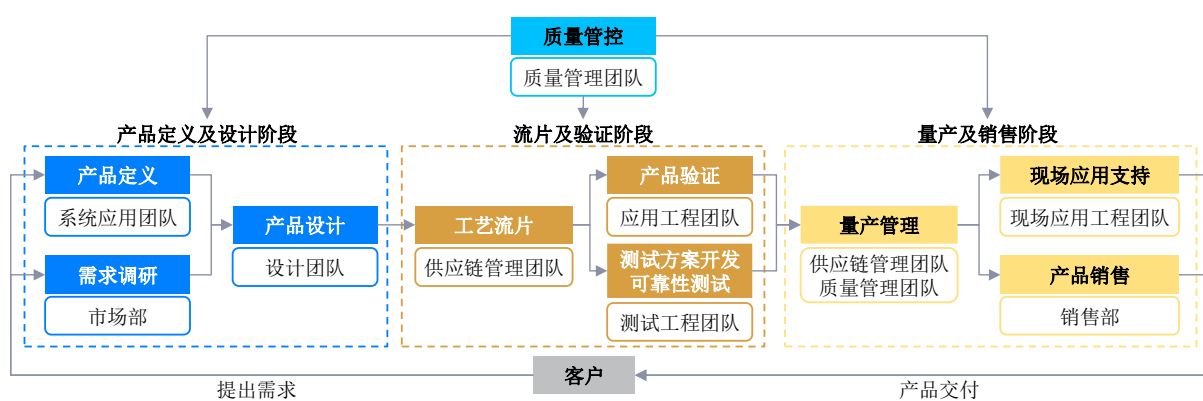 质量管控
质量管理团队
产品定义及设计阶段
流片及验证阶段
量产及销售阶段
产品定义
系统应用团队
需求调研
市场部
产品设计
设计团队
工艺流片
供应链管理团队
产品验证
应用工程团队
测试方案开发
可靠性测试
测试工程团队
量产管理
供应链管理团队
质量管理团队
现场应用支持
现场应用工程团队
产品销售
销售部
客户
提出需求
产品交付